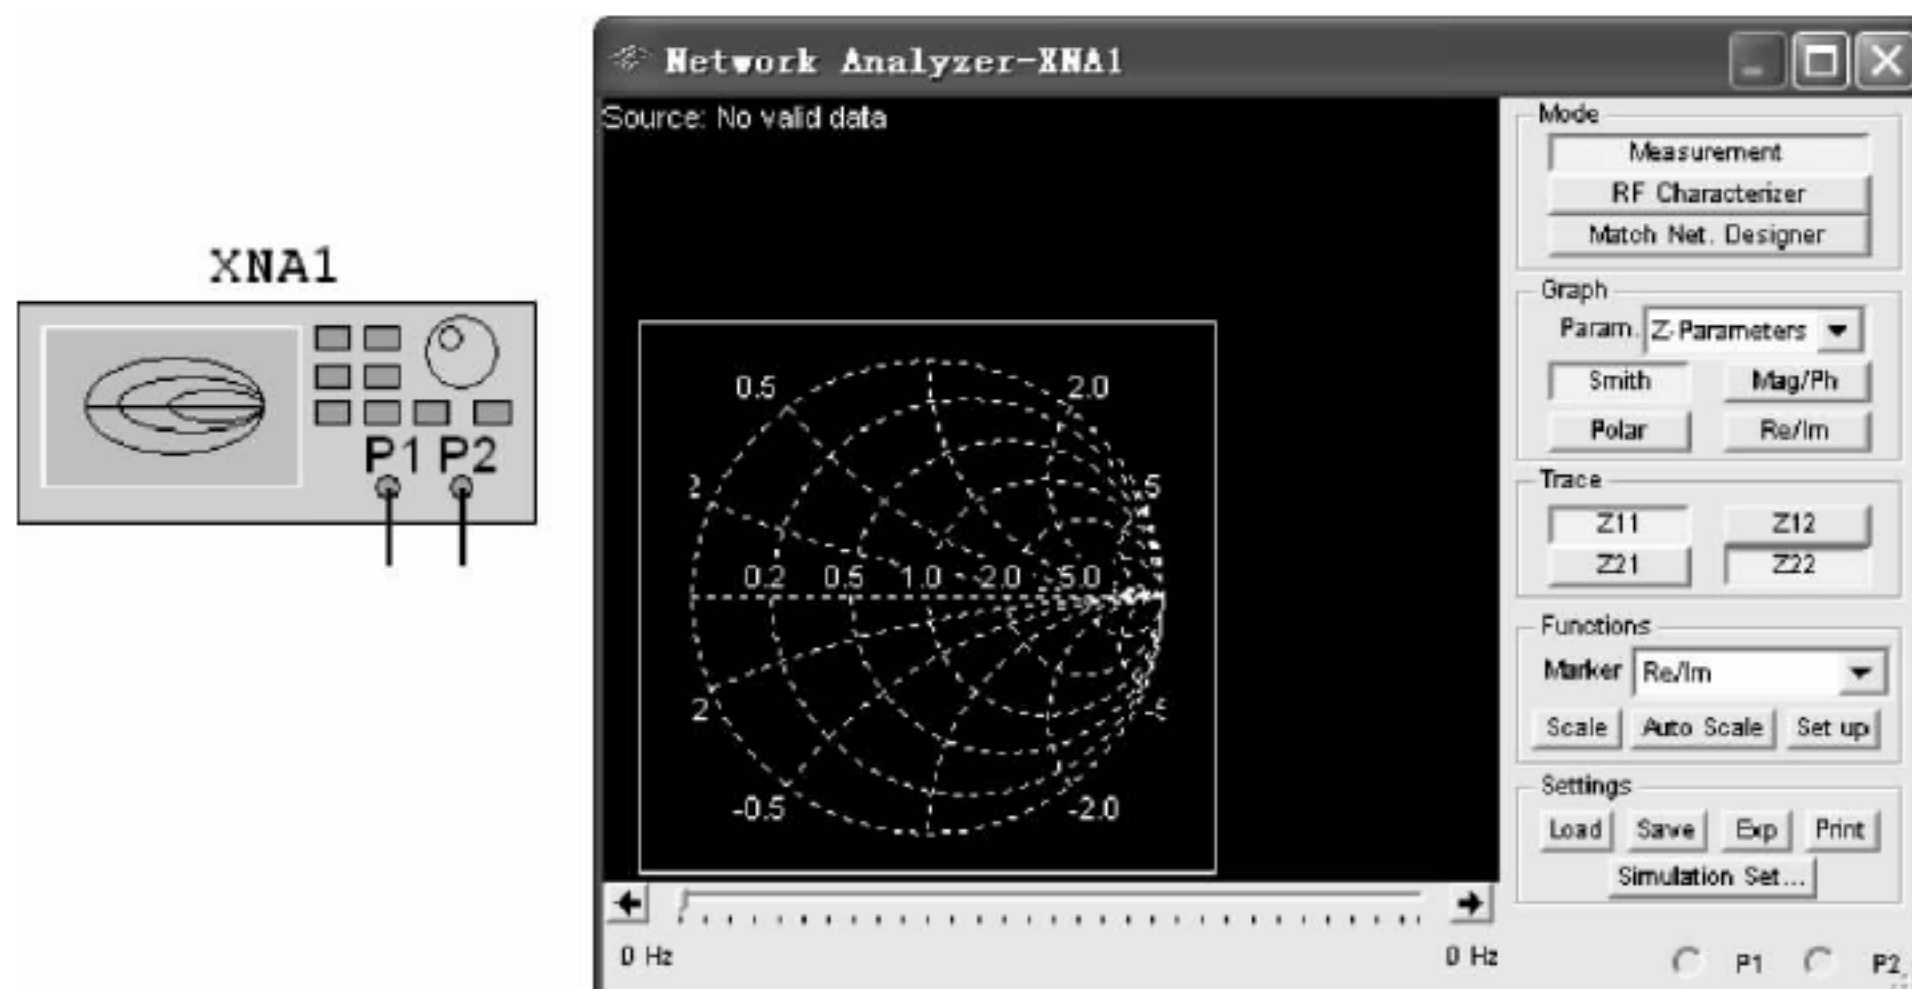 XNA1
P1 P2
Network Analyzer-XNA1
Source: No valid data
0.5 2.0
2 5
0.2 0.5 1.0 2.0 5.0
2 -5
-0.5 -2.0
0 Hz 0 Hz
Mode
Measurement
RF Characterizer
Match Net. Designer
Graph
Param. Z-Parameters
Smith Mag/Ph
Polar Re/Im
Trace
Z11 Z12
Z21 Z22
Functions
Marker Re/Im
Scale Auto Scale Set up
Settings
Load Save Exp Print
Simulation Set...
P1 P2